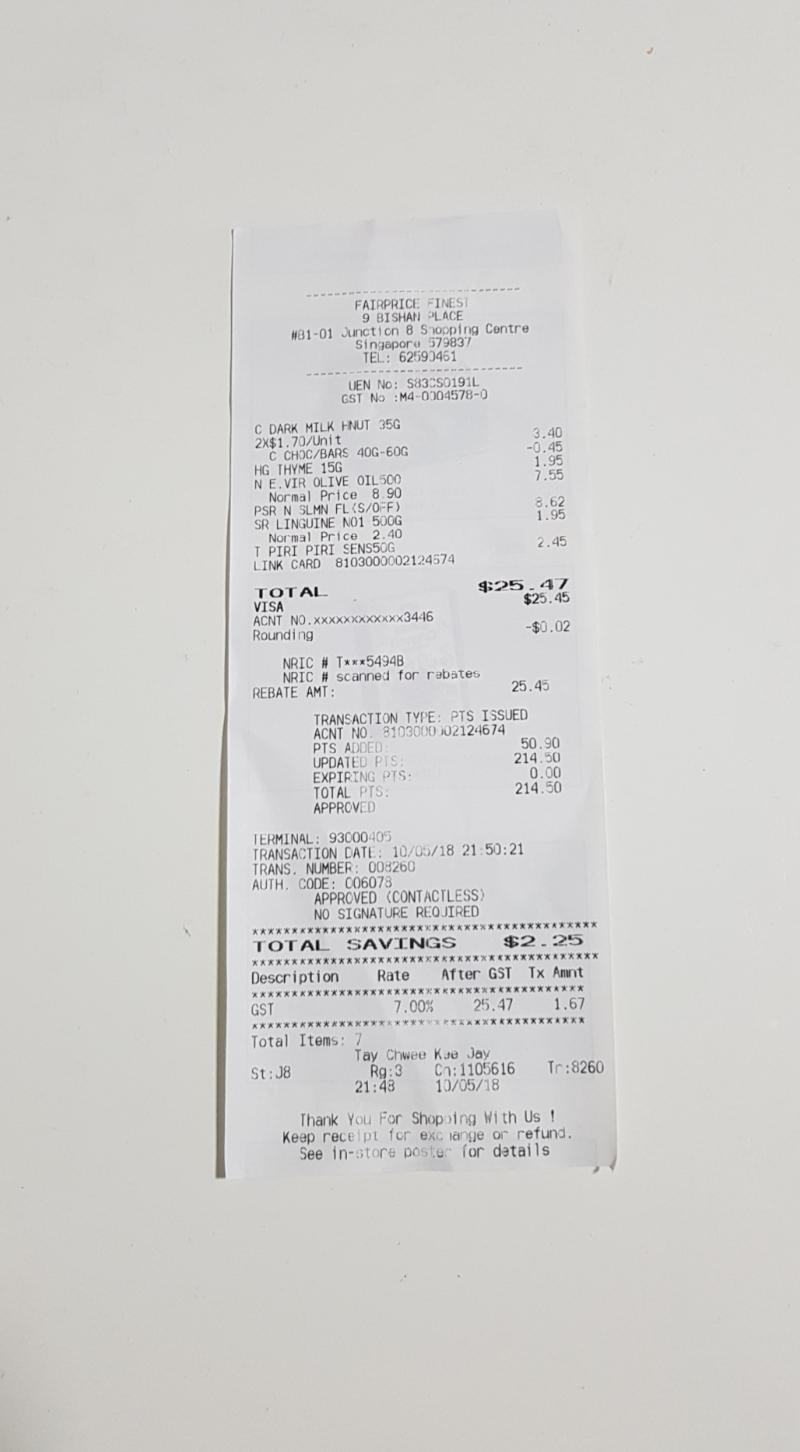 FAIRPRICE FINEST
9 BISHAN PLACE
#B1-01 Junction 8 Shopping Centre
Singapore 579837
TEL: 62590461
UEN No: S83CS0191L
GST No :M4-0004578-0
C DARK MILK HNUT 35G
2X$1.70/Unit 3.40
C CHOC/BARS 40G-60G -0.45
HG THYME 15G 1.95
N E.VIR OLIVE OIL500 7.55
Normal Price 8.90
PSR N SLMN FL(S/OFF) 8.62
SR LINGUINE NO1 500G 1.95
Normal Price 2.40
T PIRI PIRI SENS50G 2.45
LINK CARD 8103000002124674
TOTAL $25.47
VISA $25.45
ACNT NO.xxxxxxxxxxxx3446
Rounding -$0.02
NRIC # T***5494B
NRIC # scanned for rebates
REBATE AMT: 25.45
TRANSACTION TYPE: PTS ISSUED
ACNT NO. 8103000002124674
PTS ADDED: 50.90
UPDATED PTS: 214.50
EXPIRING PTS: 0.00
TOTAL PTS: 214.50
APPROVED
TERMINAL: 93000405
TRANSACTION DATE: 10/05/18 21:50:21
TRANS. NUMBER: 008260
AUTH. CODE: 006078
APPROVED (CONTACTLESS)
NO SIGNATURE REQUIRED
TOTAL SAVINGS $2.25
Description Rate After GST Tx Amnt
GST 7.00% 25.47 1.67
Total Items: 7
Tay Chwee Kee Jay
St:J8 Rg:3 Ch:1105616 Tr:8260
21:48 10/05/18
Thank You For Shopping With Us !
Keep receipt for exchange or refund.
See in-store poster for details